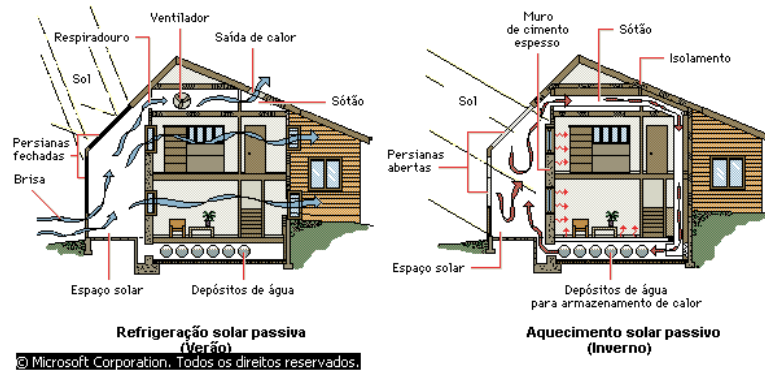 Ventilador
Respiradouro
Saída de calor
Sol
Sótão
Persianas
fechadas
Brisa
Espaço solar
Depósitos de água
Refrigeração solar passiva
(Verão)
© Microsoft Corporation. Todos os direitos reservados.
Muro
de cimento
espesso
Sótão
Isolamento
Sol
Persianas
abertas
Espaço solar
Depósitos de água
para armazenamento de calor
Aquecimento solar passivo
(Inverno)